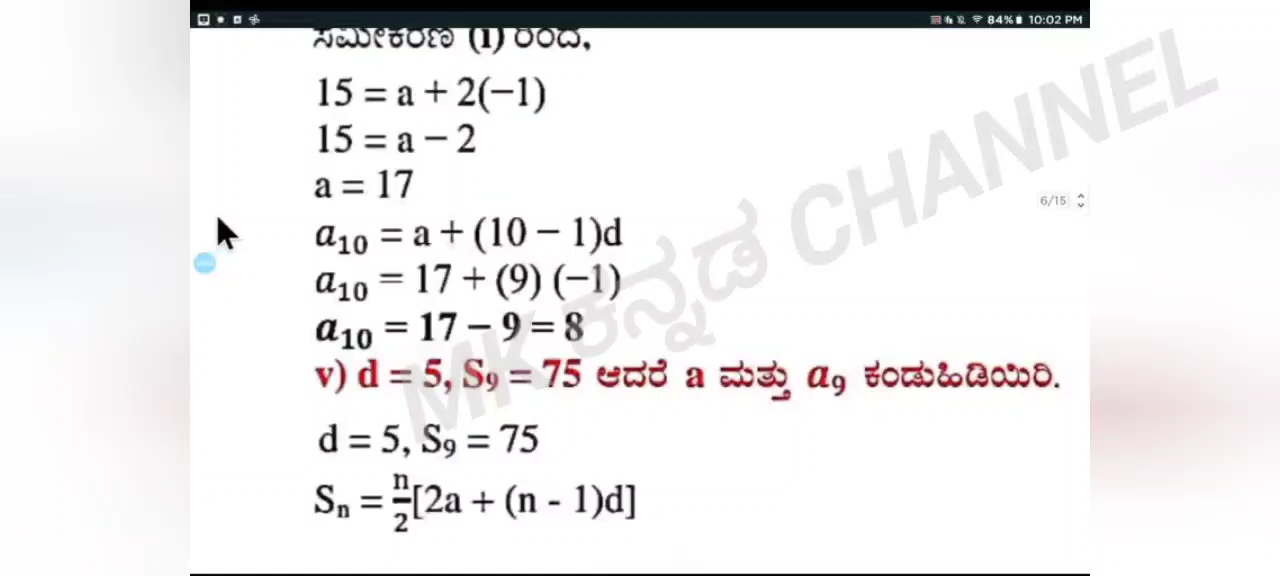 84% 10:02 PM
ಸಮೀಕರಣ (i) ರಿಂದ,
15 = a + 2(−1)
15 = a − 2
a = 17
6/15
a₁₀ = a + (10 − 1)d
a₁₀ = 17 + (9) (−1)
a₁₀ = 17 − 9 = 8
v) d = 5, S₉ = 75 ಆದರೆ a ಮತ್ತು a₉ ಕಂಡುಹಿಡಿಯಿರಿ.
d = 5, S₉ = 75
Sₙ = n/2[2a + (n - 1)d]
MK ಕನ್ನಡ CHANNEL